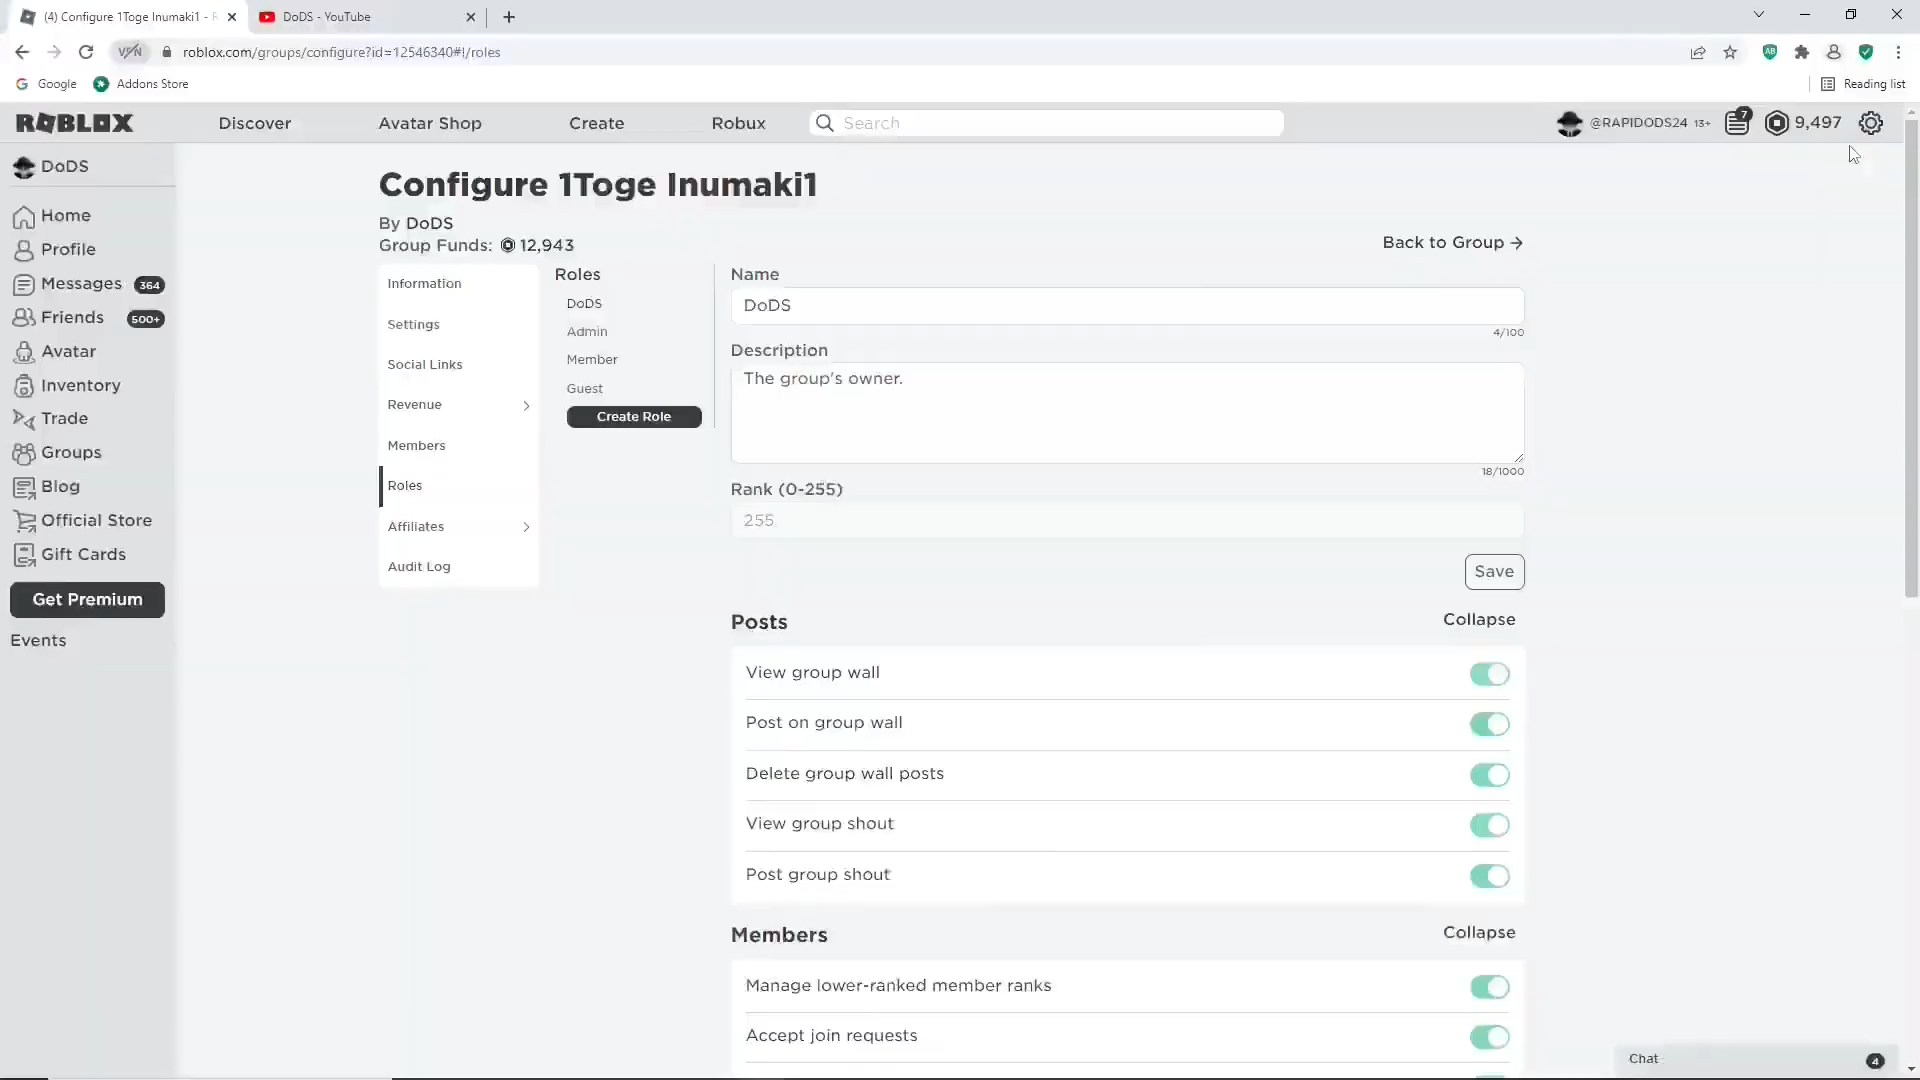 (4) Configure 1Toge Inumaki1 - R
DoDS - YouTube
VPN
roblox.com/groups/configure?id=12546340#!/roles
Google
Addons Store
Reading list
ROBLOX
Discover
Avatar Shop
Create
Robux
Search
@RAPIDODS24 13+
7
9,497
DoDS
Home
Profile
Messages 364
Friends 500+
Avatar
Inventory
Trade
Groups
Blog
Official Store
Gift Cards
Get Premium
Events
Configure 1Toge Inumaki1
By DoDS
Group Funds: 12,943
Back to Group →
Information
Settings
Social Links
Revenue
Members
Roles
Affiliates
Audit Log
Roles
DoDS
Admin
Member
Guest
Create Role
Name
DoDS
4/100
Description
The group's owner.
18/1000
Rank (0-255)
255
Save
Posts
Collapse
View group wall
Post on group wall
Delete group wall posts
View group shout
Post group shout
Members
Collapse
Manage lower-ranked member ranks
Accept join requests
Chat
4